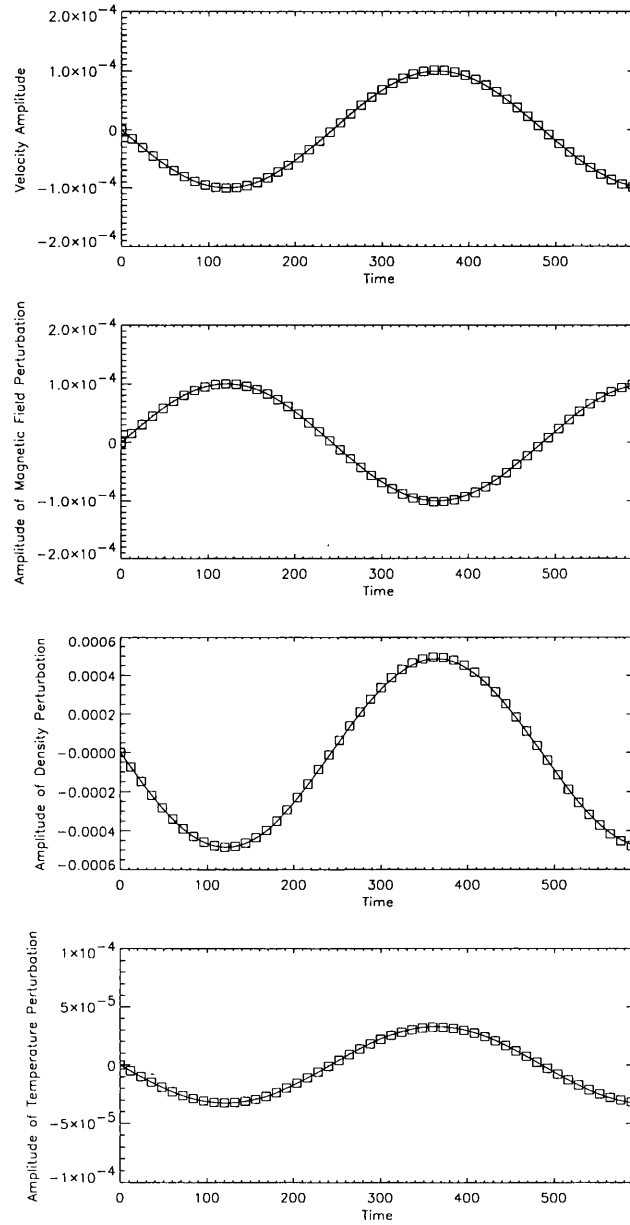 2.0×10⁻⁴
1.0×10⁻⁴
0
−1.0×10⁻⁴
−2.0×10⁻⁴
Velocity Amplitude
0 100 200 300 400 500
Time
2.0×10⁻⁴
1.0×10⁻⁴
0
−1.0×10⁻⁴
−2.0×10⁻⁴
Amplitude of Magnetic Field Perturbation
0 100 200 300 400 500
Time
0.0006
0.0004
0.0002
−0.0000
−0.0002
−0.0004
−0.0006
Amplitude of Density Perturbation
0 100 200 300 400 500
Time
1×10⁻⁴
5×10⁻⁵
0
−5×10⁻⁵
−1×10⁻⁴
Amplitude of Temperature Perturbation
0 100 200 300 400 500
Time